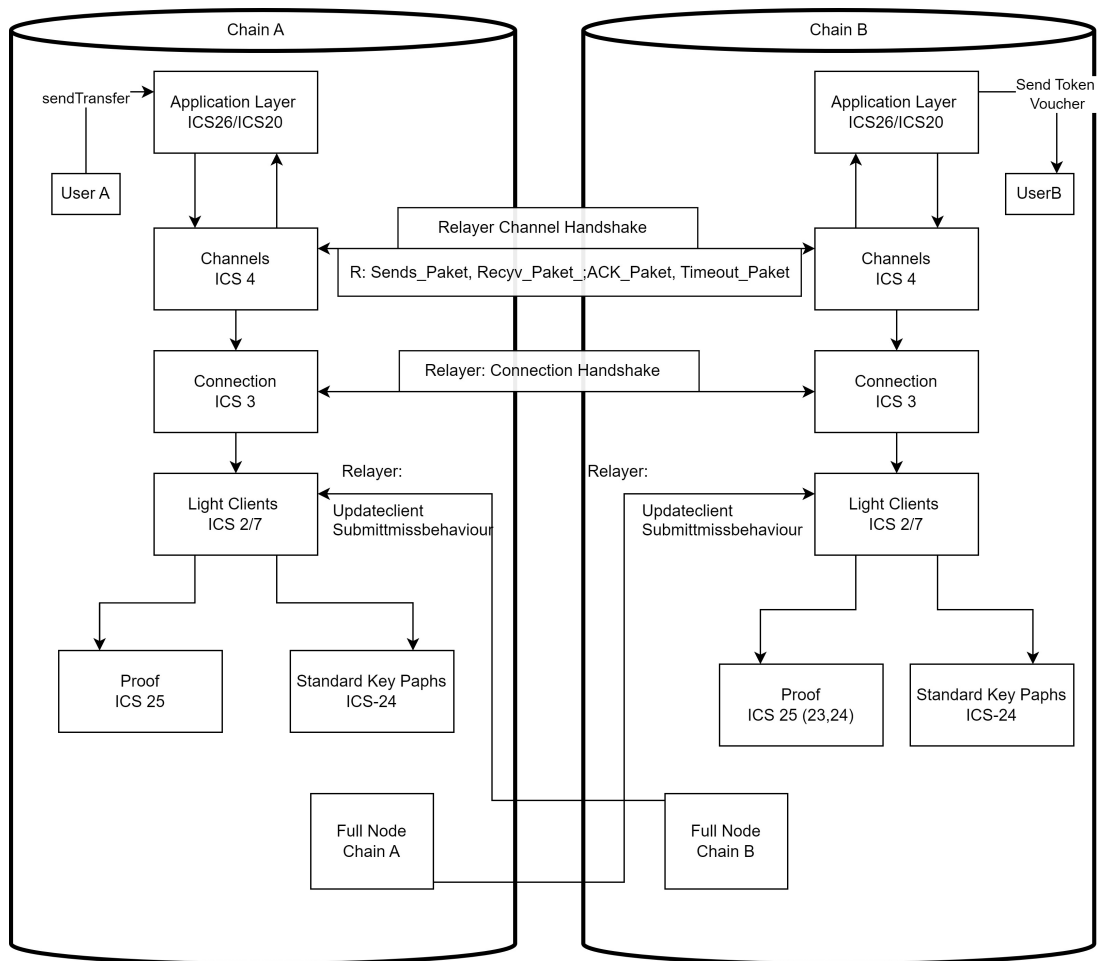 Chain A
Chain B
sendTransfer
Application Layer
ICS26/ICS20
User A
Application Layer
ICS26/ICS20
Send Token
Voucher
UserB
Relayer Channel Handshake
Channels
ICS 4
R: Sends_Paket, Recyv_Paket_;ACK_Paket, Timeout_Paket
Channels
ICS 4
Connection
ICS 3
Relayer: Connection Handshake
Connection
ICS 3
Light Clients
ICS 2/7
Relayer:
Updateclient
Submittmissbehaviour
Relayer:
Updateclient
Submittmissbehaviour
Light Clients
ICS 2/7
Proof
ICS 25
Standard Key Paphs
ICS-24
Proof
ICS 25 (23,24)
Standard Key Paphs
ICS-24
Full Node
Chain A
Full Node
Chain B